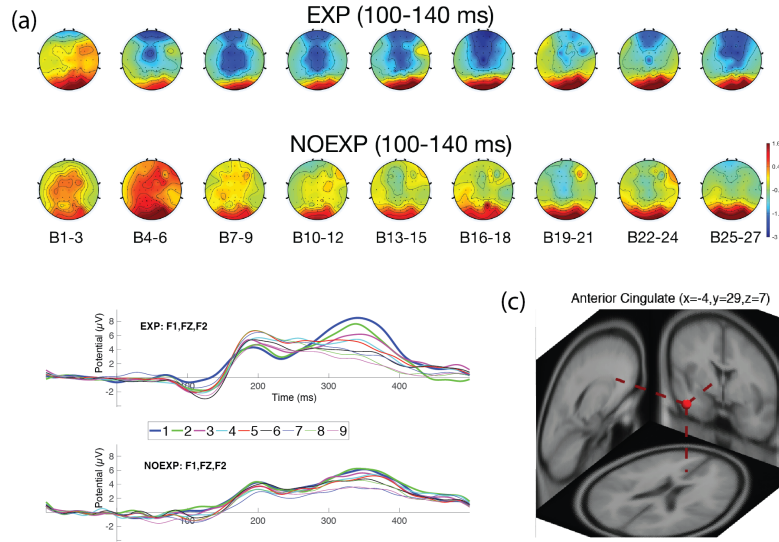 (a)
EXP (100-140 ms)
NOEXP (100-140 ms)
1.6
-3
B1-3 B4-6 B7-9 B10-12 B13-15 B16-18 B19-21 B22-24 B25-27
(c)
Anterior Cingulate (x=-4,y=29,z=7)
EXP: F1,FZ,F2
Potential (µV)
8
6
4
2
-2
100 200 300 400
Time (ms)
1 2 3 4 5 6 7 8 9
NOEXP: F1,FZ,F2
Potential (µV)
8
6
4
2
-2
100 200 300 400